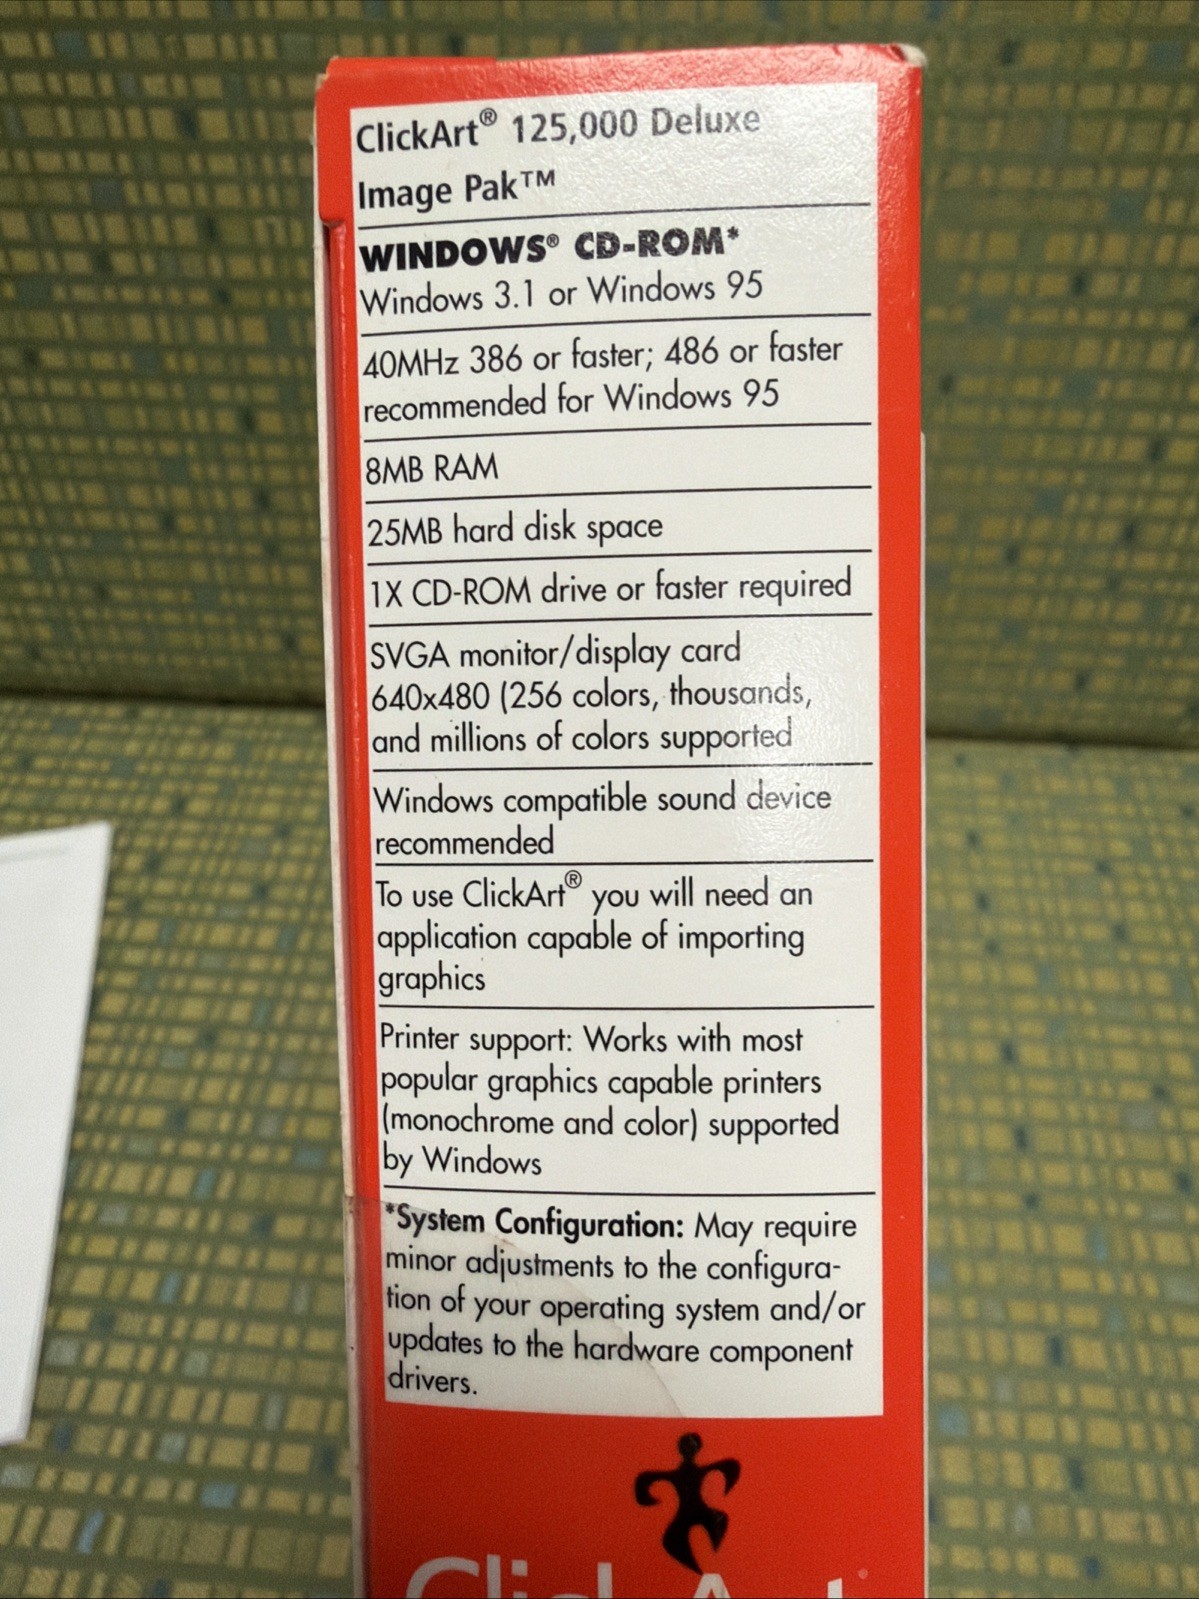 ClickArt® 125,000 Deluxe
Image Pak™
WINDOWS® CD-ROM*
Windows 3.1 or Windows 95
40MHz 386 or faster; 486 or faster
recommended for Windows 95
8MB RAM
25MB hard disk space
1X CD-ROM drive or faster required
SVGA monitor/display card
640x480 (256 colors, thousands,
and millions of colors supported
Windows compatible sound device
recommended
To use ClickArt® you will need an
application capable of importing
graphics
Printer support: Works with most
popular graphics capable printers
(monochrome and color) supported
by Windows
*System Configuration: May require
minor adjustments to the configura-
tion of your operating system and/or
updates to the hardware component
drivers.
ClickArt